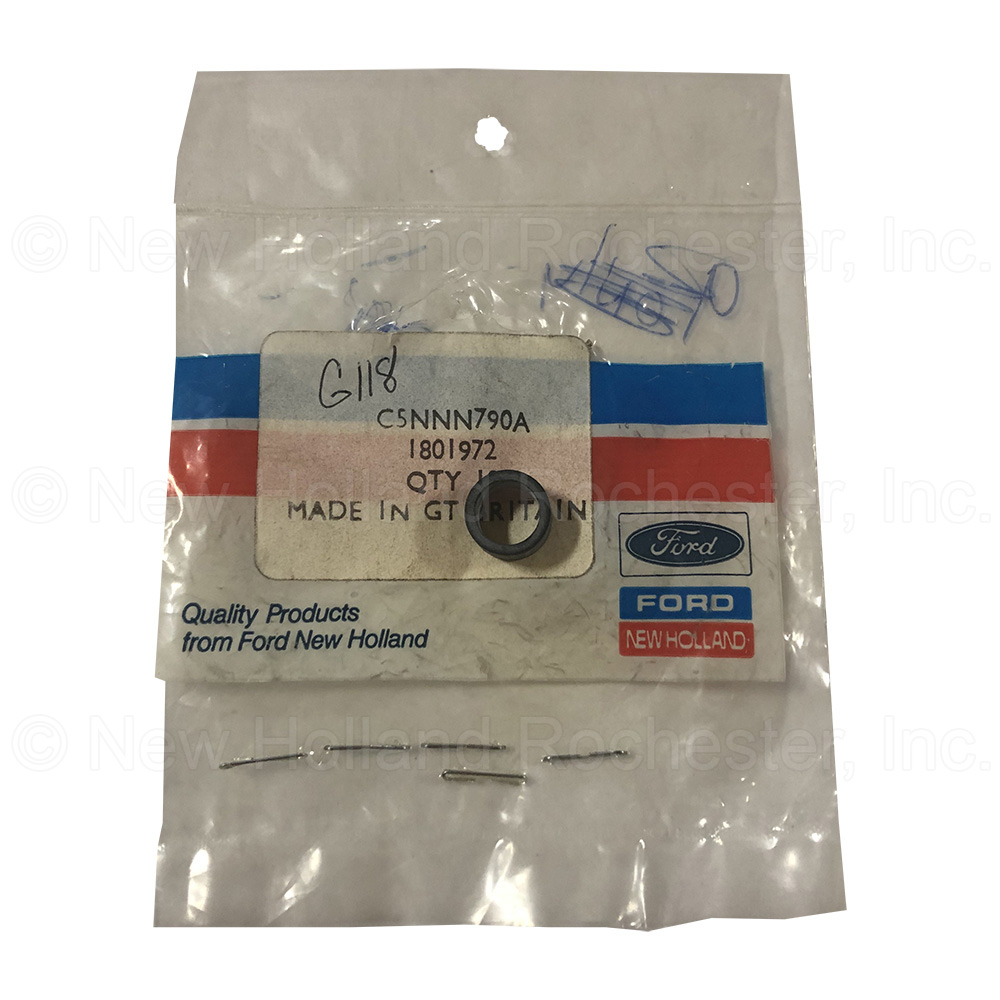 © New Holland Rochester, Inc.
G118
C5NNN790A
1801972
QTY
MADE IN GT BRITAIN
© New Holland Rochester, Inc.
Ford
FORD
NEW HOLLAND
Quality Products
from Ford New Holland
© New Holland Rochester, Inc.